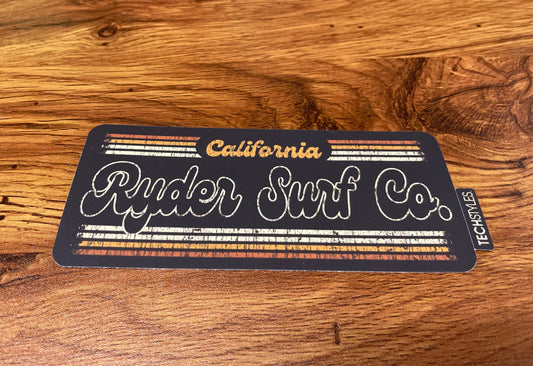 California
Ryder Surf Co.
TECHSTYLES